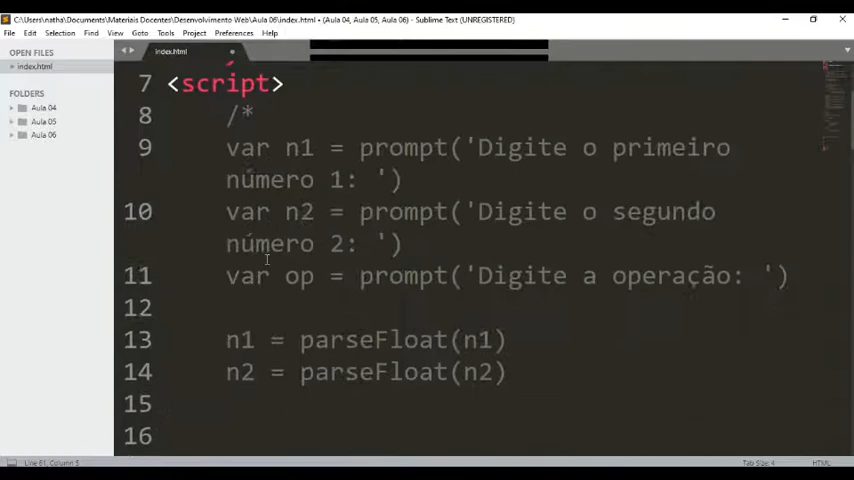 C:\Users\natha\Documents\Materiais Docentes\Desenvolvimento Web\Aula 06\index.html • (Aula 04, Aula 05, Aula 06) - Sublime Text (UNREGISTERED)
File Edit Selection Find View Goto Tools Project Preferences Help
OPEN FILES
index.html
FOLDERS
Aula 04
Aula 05
Aula 06
index.html
7 <script>
8 /*
9 var n1 = prompt('Digite o primeiro
número 1: ')
10 var n2 = prompt('Digite o segundo
número 2: ')
11 var op = prompt('Digite a operação: ')
12
13 n1 = parseFloat(n1)
14 n2 = parseFloat(n2)
15
16
Line 61, Column 5
Tab Size: 4
HTML